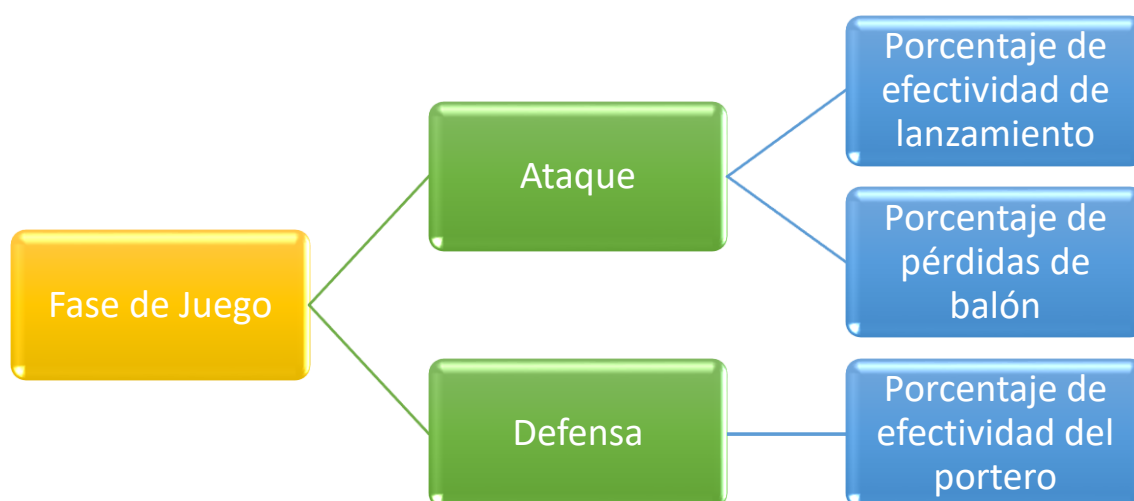 Fase de Juego
Ataque
Porcentaje de
efectividad de
lanzamiento
Porcentaje de
pérdidas de
balón
Defensa
Porcentaje de
efectividad del
portero